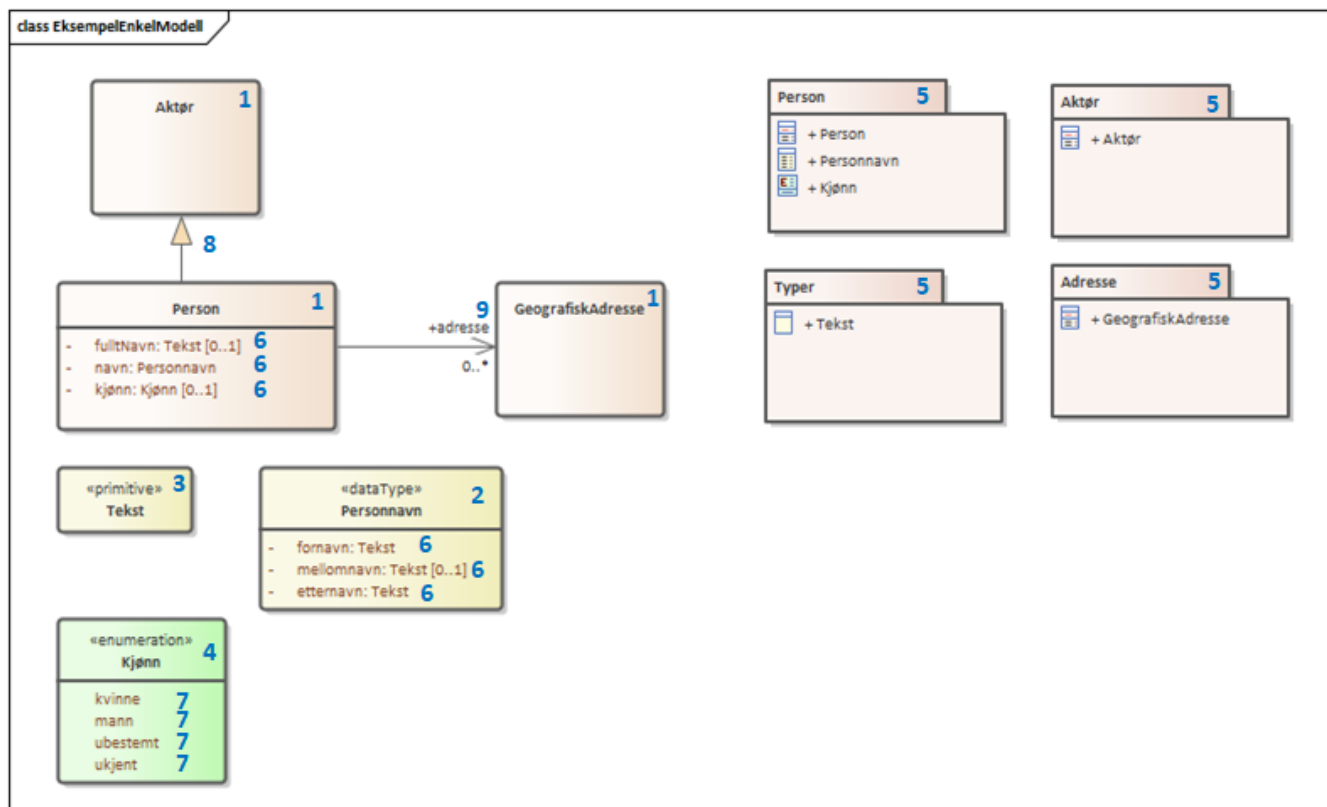 class EksempelEnkelModell
Aktør 1
8
Person 1
- fulltNavn: Tekst [0..1] 6
- navn: Personnavn 6
- kjønn: Kjønn [0..1] 6
9
+adresse
0..*
GeografiskAdresse 1
«primitive» 3
Tekst
«dataType» 2
Personnavn
- fornavn: Tekst 6
- mellomnavn: Tekst [0..1] 6
- etternavn: Tekst 6
«enumeration» 4
Kjønn
kvinne 7
mann 7
ubestemt 7
ukjent 7
Person 5
+ Person
+ Personnavn
E + Kjønn
Aktør 5
+ Aktør
Typer 5
+ Tekst
Adresse 5
+ GeografiskAdresse